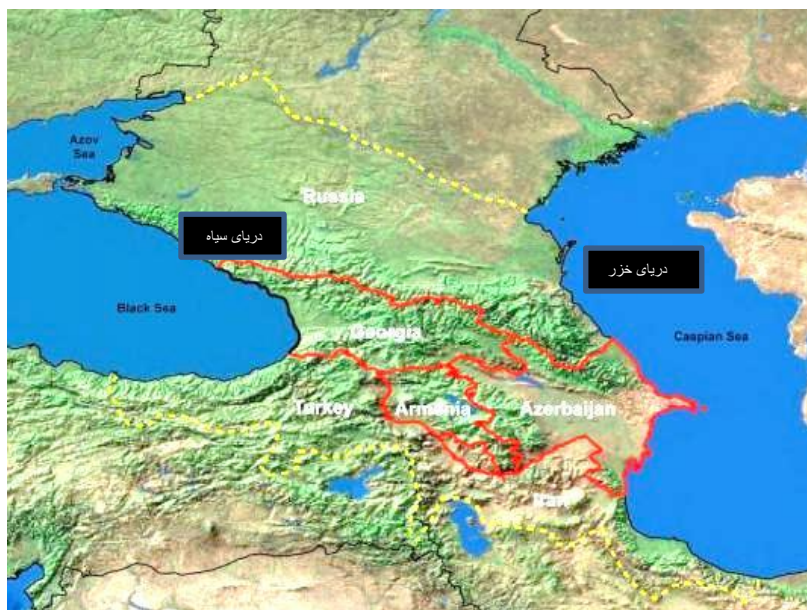 Azov
Sea
Russia
دریای سیاه
دریای خزر
Black Sea
Georgia
Caspian Sea
Turkey
Armenia
Azerbaijan
Iran